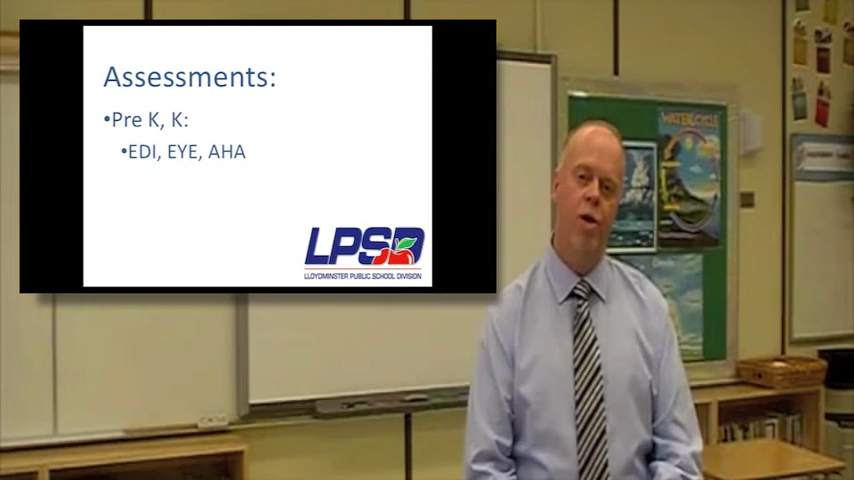 Assessments:
•Pre K, K:
•EDI, EYE, AHA
LPSD
LLOYDMINSTER PUBLIC SCHOOL DIVISION
WATER CYCLE